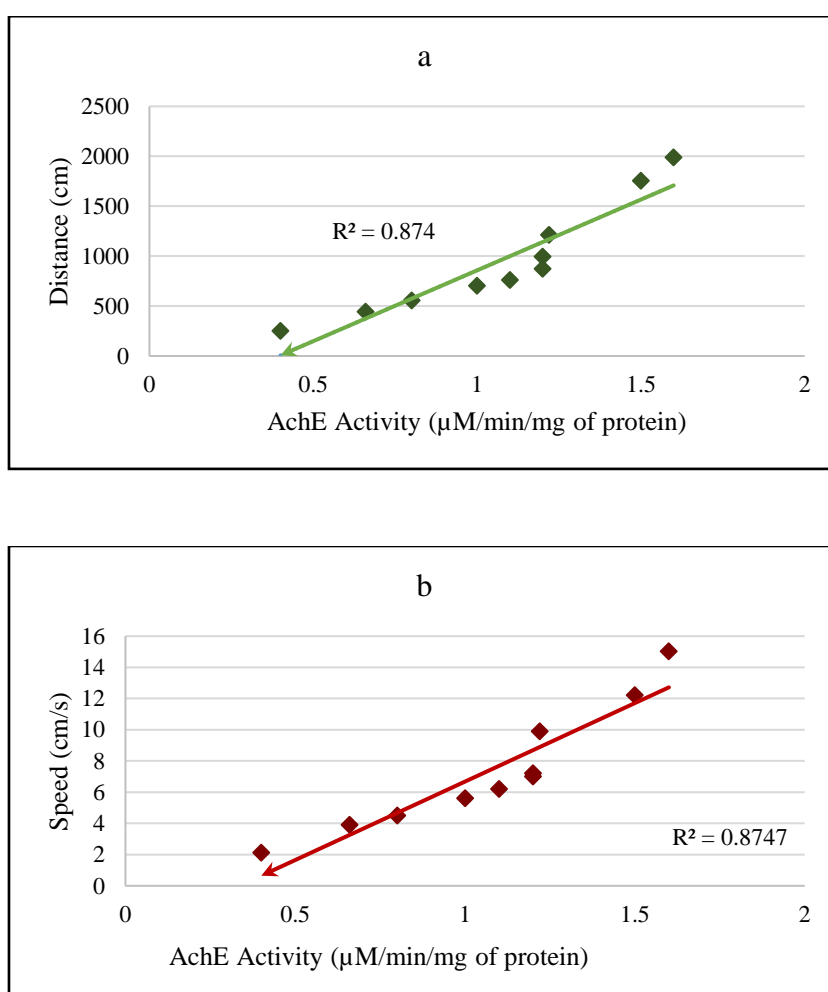 a
2500
2000
1500
1000
500
0
Distance (cm)
R² = 0.874
0 0.5 1 1.5 2
AchE Activity (µM/min/mg of protein)
b
16
14
12
10
8
6
4
2
0
Speed (cm/s)
R² = 0.8747
0 0.5 1 1.5 2
AchE Activity (µM/min/mg of protein)